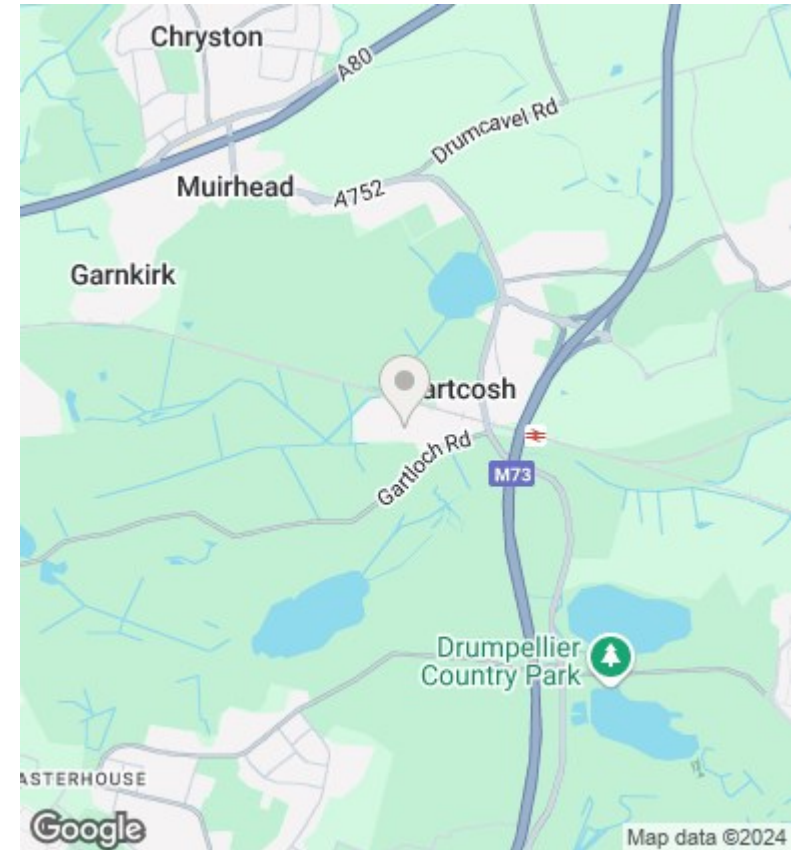 Chryston
A80
Drumcavel Rd
Muirhead
A752
Garnkirk
artcosh
Gartloch Rd
M73
Drumpellier
Country Park
ASTERHOUSE
Google
Map data ©2024